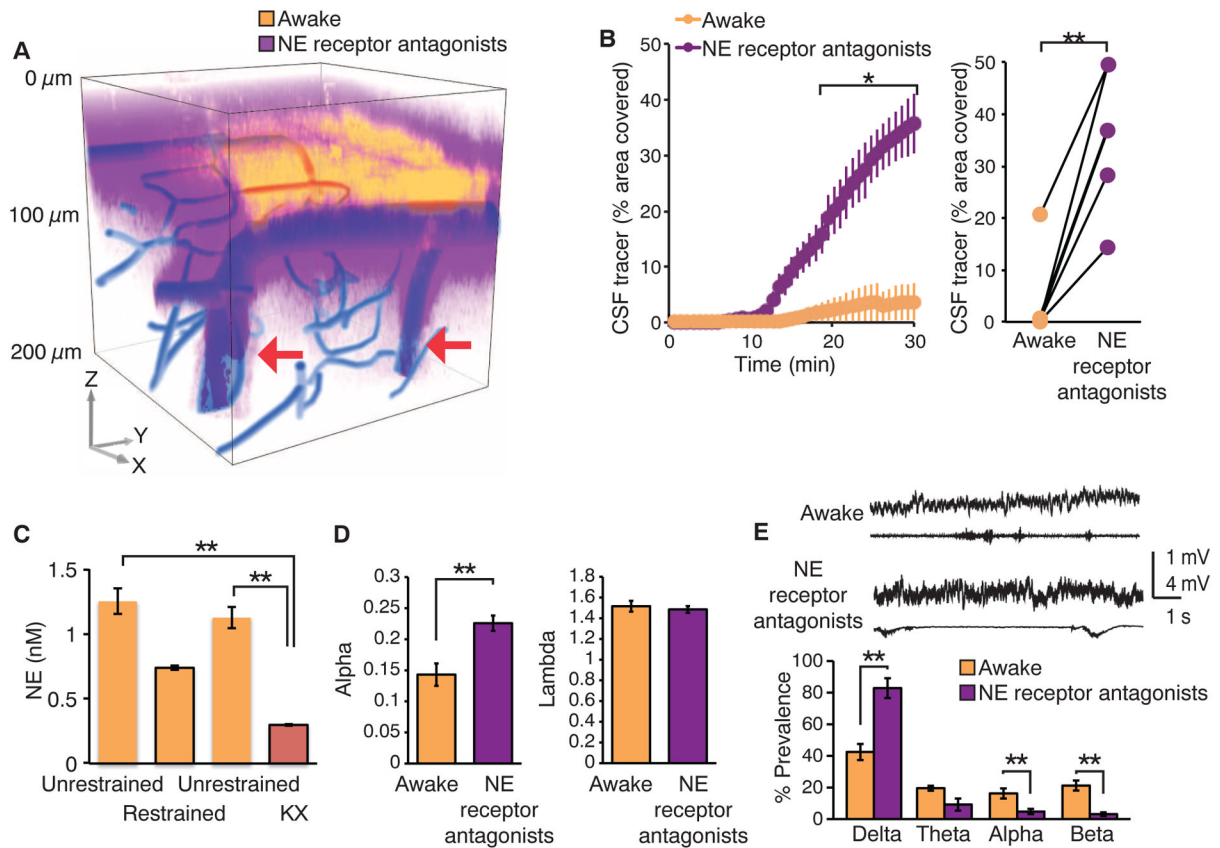 Awake
NE receptor antagonists
A
0 µm
100 µm
200 µm
Z
Y
X
B
Awake
NE receptor antagonists
CSF tracer (% area covered)
50
40
30
20
10
0
*
0
10
20
30
Time (min)
CSF tracer (% area covered)
50
40
30
20
10
0
**
Awake
NE
receptor
antagonists
C
NE (nM)
1.5
1
0.5
0
**
**
Unrestrained
Restrained
Unrestrained
KX
D
Alpha
0.25
0.2
0.15
0.1
0.05
0
**
Awake
NE
receptor
antagonists
Lambda
1.8
1.6
1.4
1.2
1
0.8
0.6
0.4
0.2
0
Awake
NE
receptor
antagonists
E
Awake
NE
receptor
antagonists
1 mV
4 mV
1 s
Awake
NE receptor antagonists
% Prevalence
100
80
60
40
20
0
**
**
**
Delta
Theta
Alpha
Beta